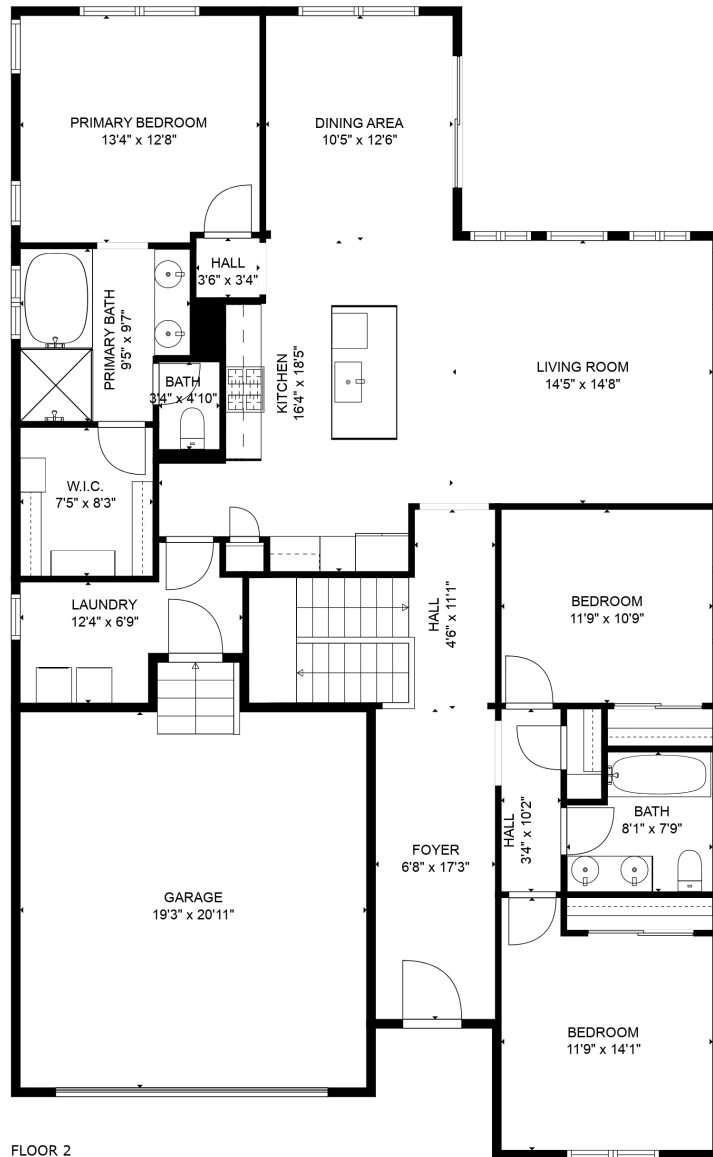 PRIMARY BEDROOM
13'4" x 12'8"
DINING AREA
10'5" x 12'6"
HALL
3'6" x 3'4"
PRIMARY BATH
9'5" x 9'7"
BATH
3'4" x 4'10"
KITCHEN
16'4" x 18'5"
LIVING ROOM
14'5" x 14'8"
W.I.C.
7'5" x 8'3"
LAUNDRY
12'4" x 6'9"
HALL
4'6" x 11'1"
BEDROOM
11'9" x 10'9"
BATH
8'1" x 7'9"
HALL
3'4" x 10'2"
FOYER
6'8" x 17'3"
GARAGE
19'3" x 20'11"
BEDROOM
11'9" x 14'1"
FLOOR 2